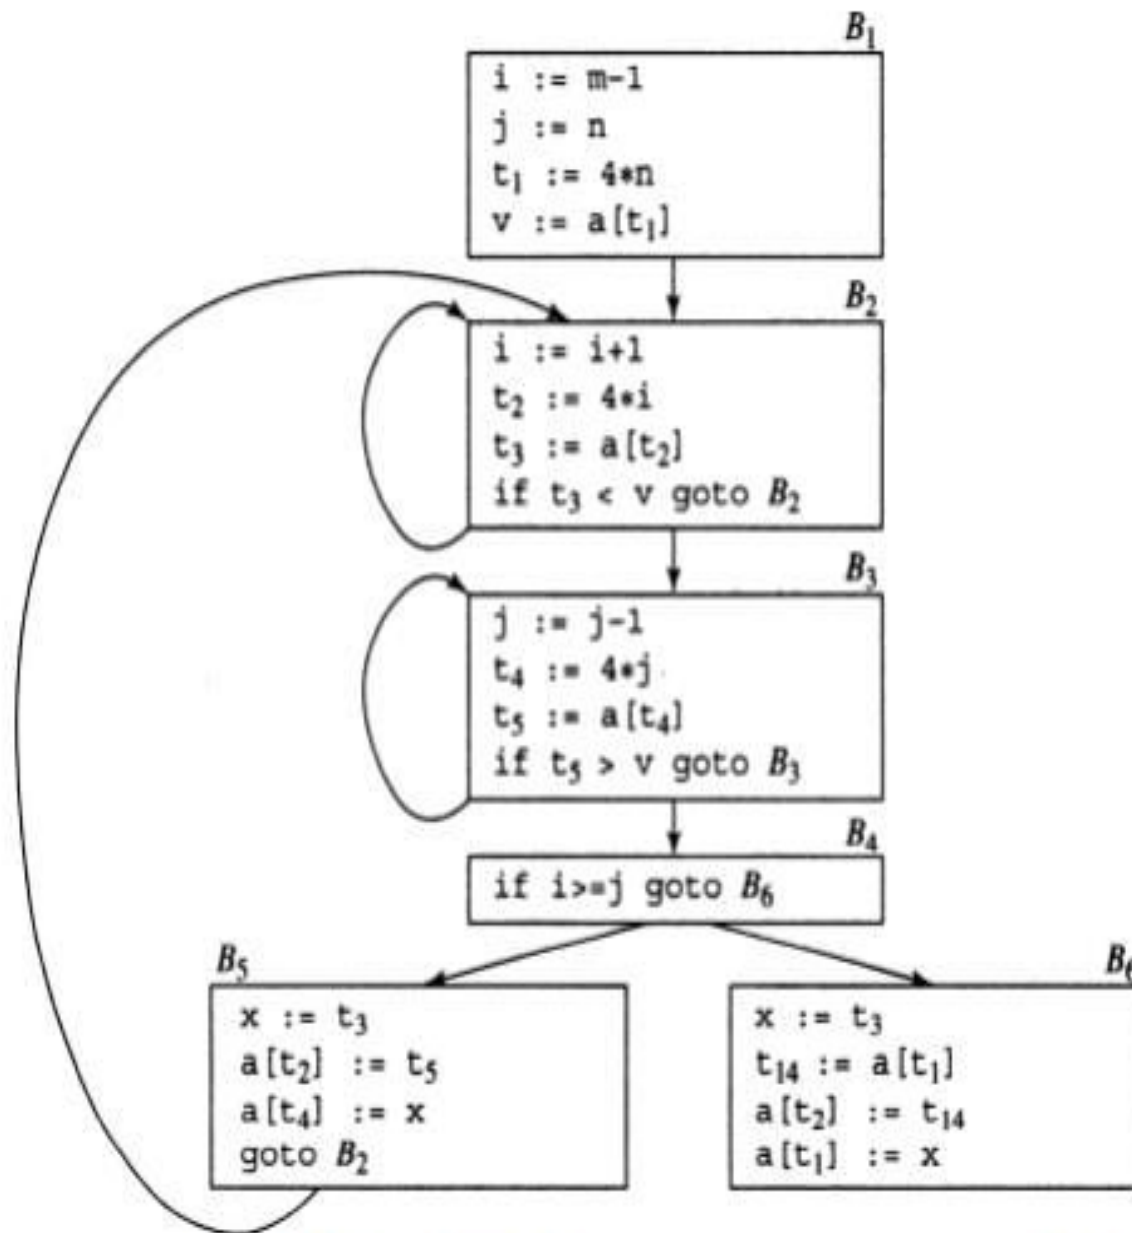 B₁
i := m-1
j := n
t₁ := 4*n
v := a[t₁]
B₂
i := i+1
t₂ := 4*i
t₃ := a[t₂]
if t₃ < v goto B₂
B₃
j := j-1
t₄ := 4*j
t₅ := a[t₄]
if t₅ > v goto B₃
B₄
if i>=j goto B₆
B₅
x := t₃
a[t₂] := t₅
a[t₄] := x
goto B₂
B₆
x := t₃
t₁₄ := a[t₁]
a[t₂] := t₁₄
a[t₁] := x